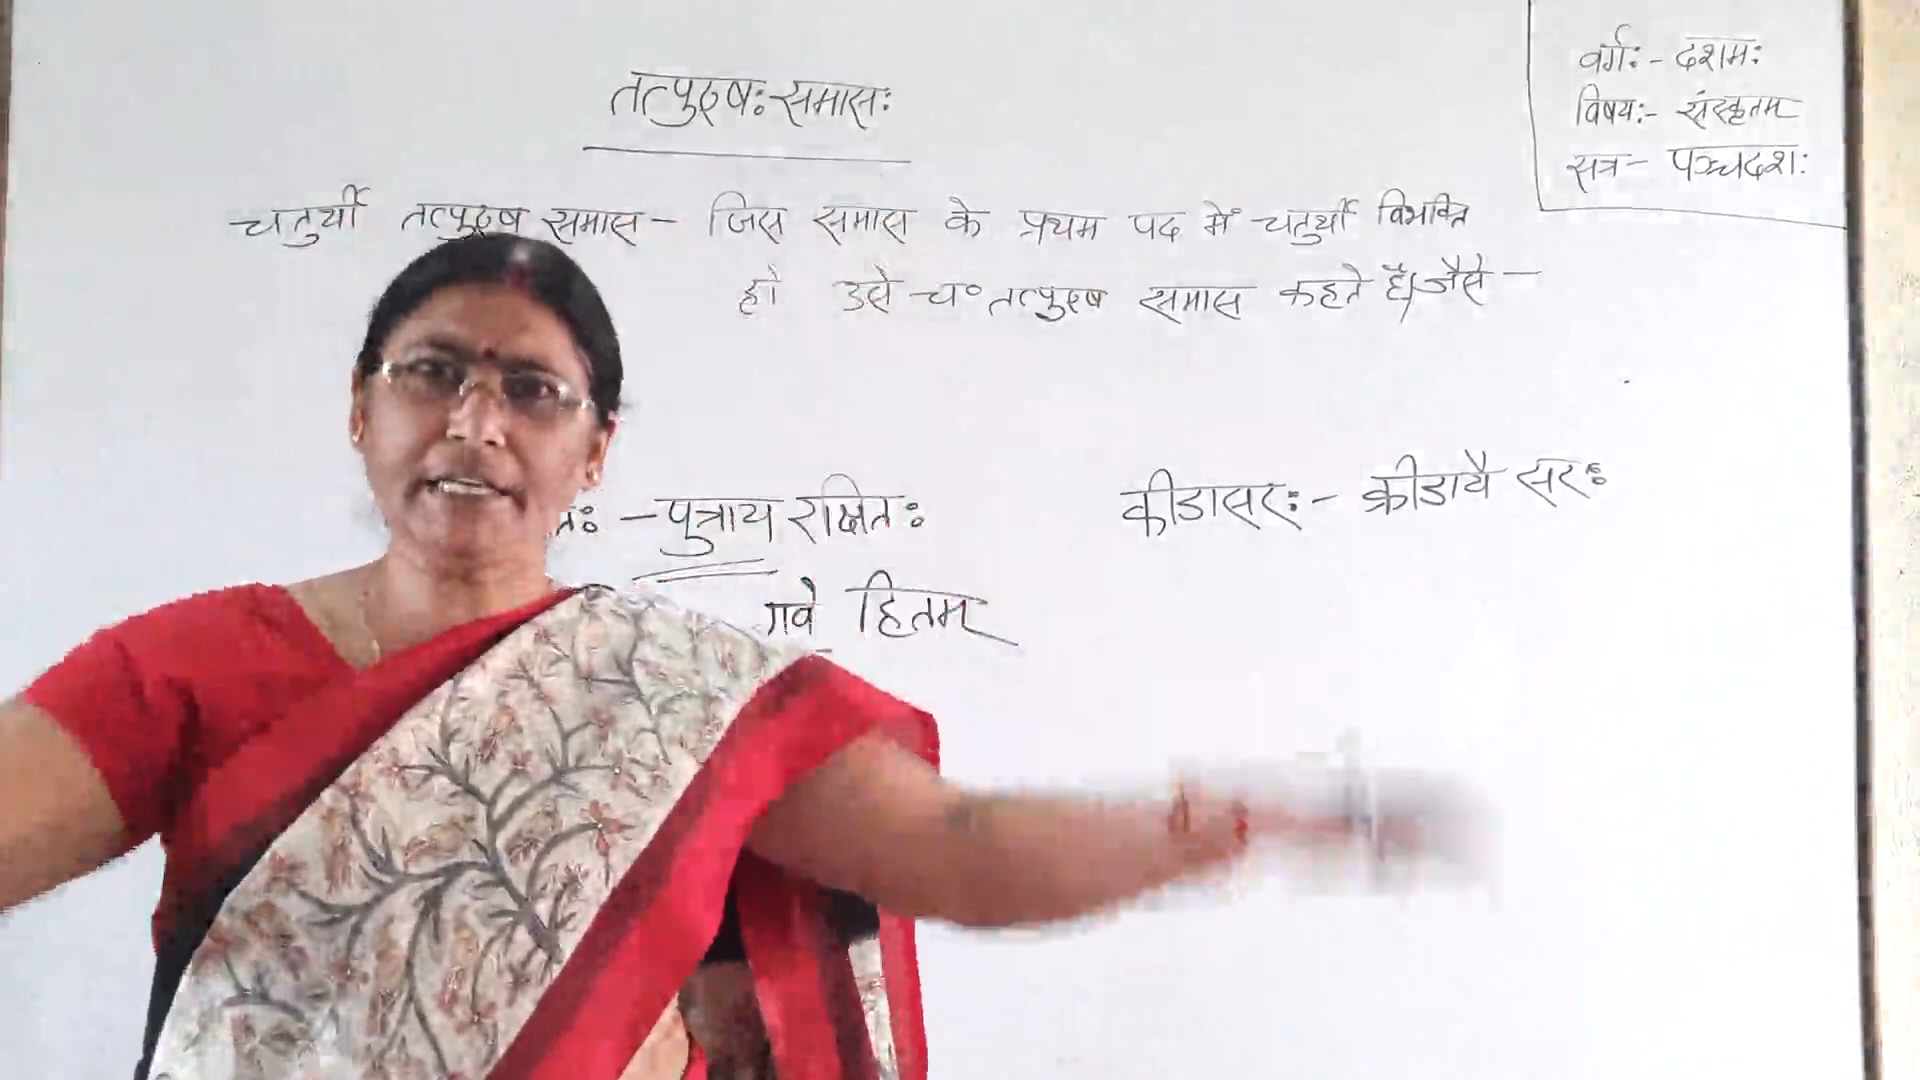 तत्पुरुषः समासः
वर्गः - दशमः
विषयः - संस्कृतम
सत्र - पञ्चदशः
चतुर्थी तत्पुरुष समास - जिस समास के प्रथम पद में चतुर्थी विभक्ति
हो उसे च० तत्पुरुष समास कहते हैं, जैसे -
तः - पुत्राय रक्षितः
क्रीडासरः - क्रीडायै सरः
गवे हितम्